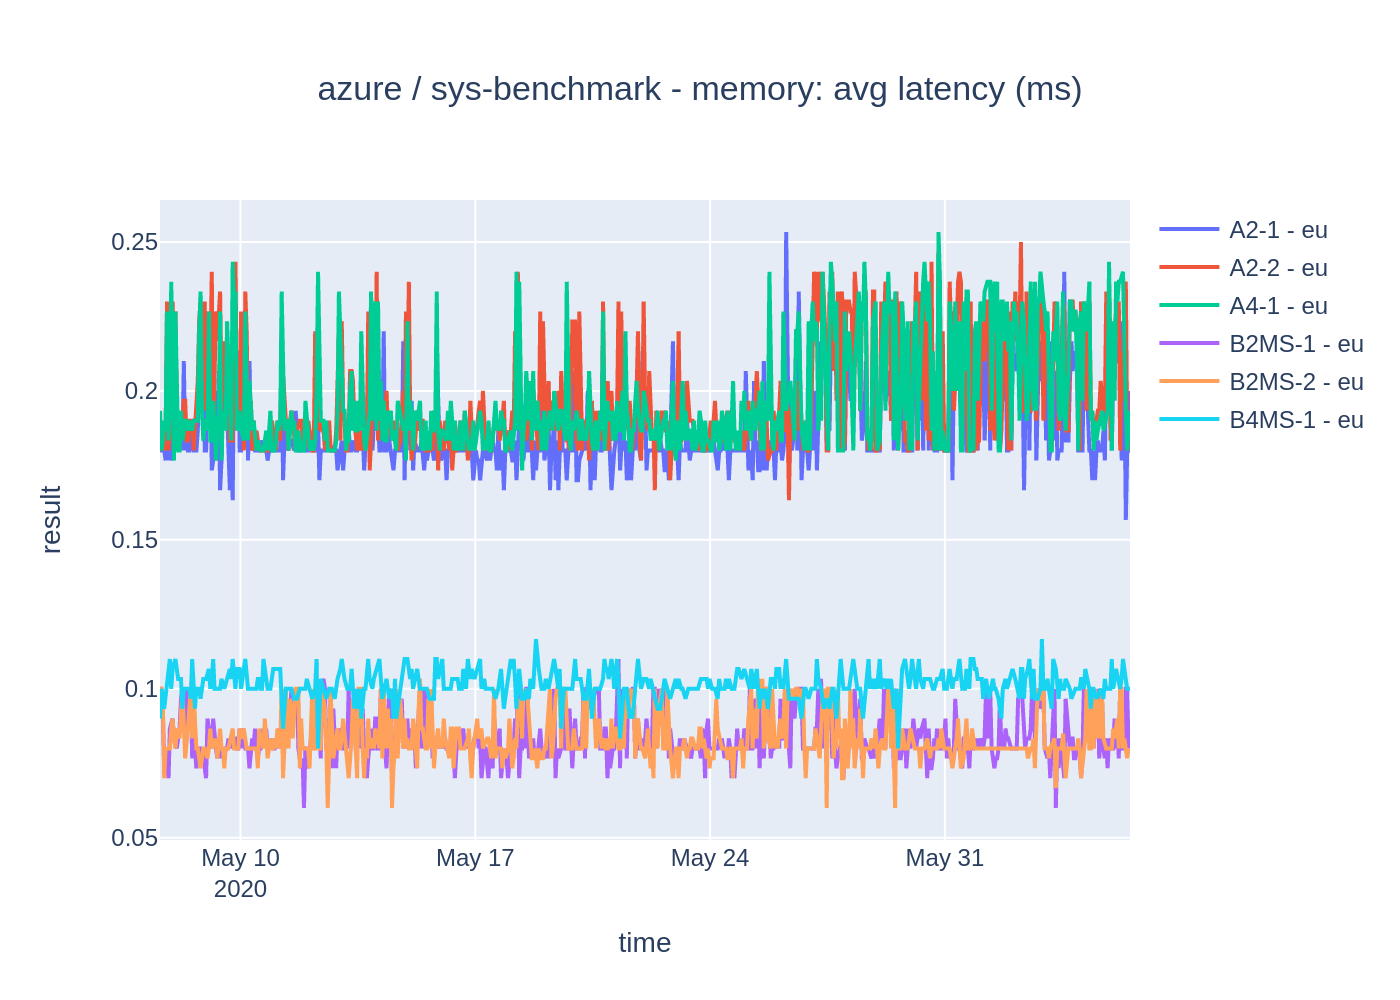 azure / sys-benchmark - memory: avg latency (ms)
0.25
0.2
0.15
0.1
0.05
result
May 10
2020
May 17
May 24
May 31
time
A2-1 - eu
A2-2 - eu
A4-1 - eu
B2MS-1 - eu
B2MS-2 - eu
B4MS-1 - eu